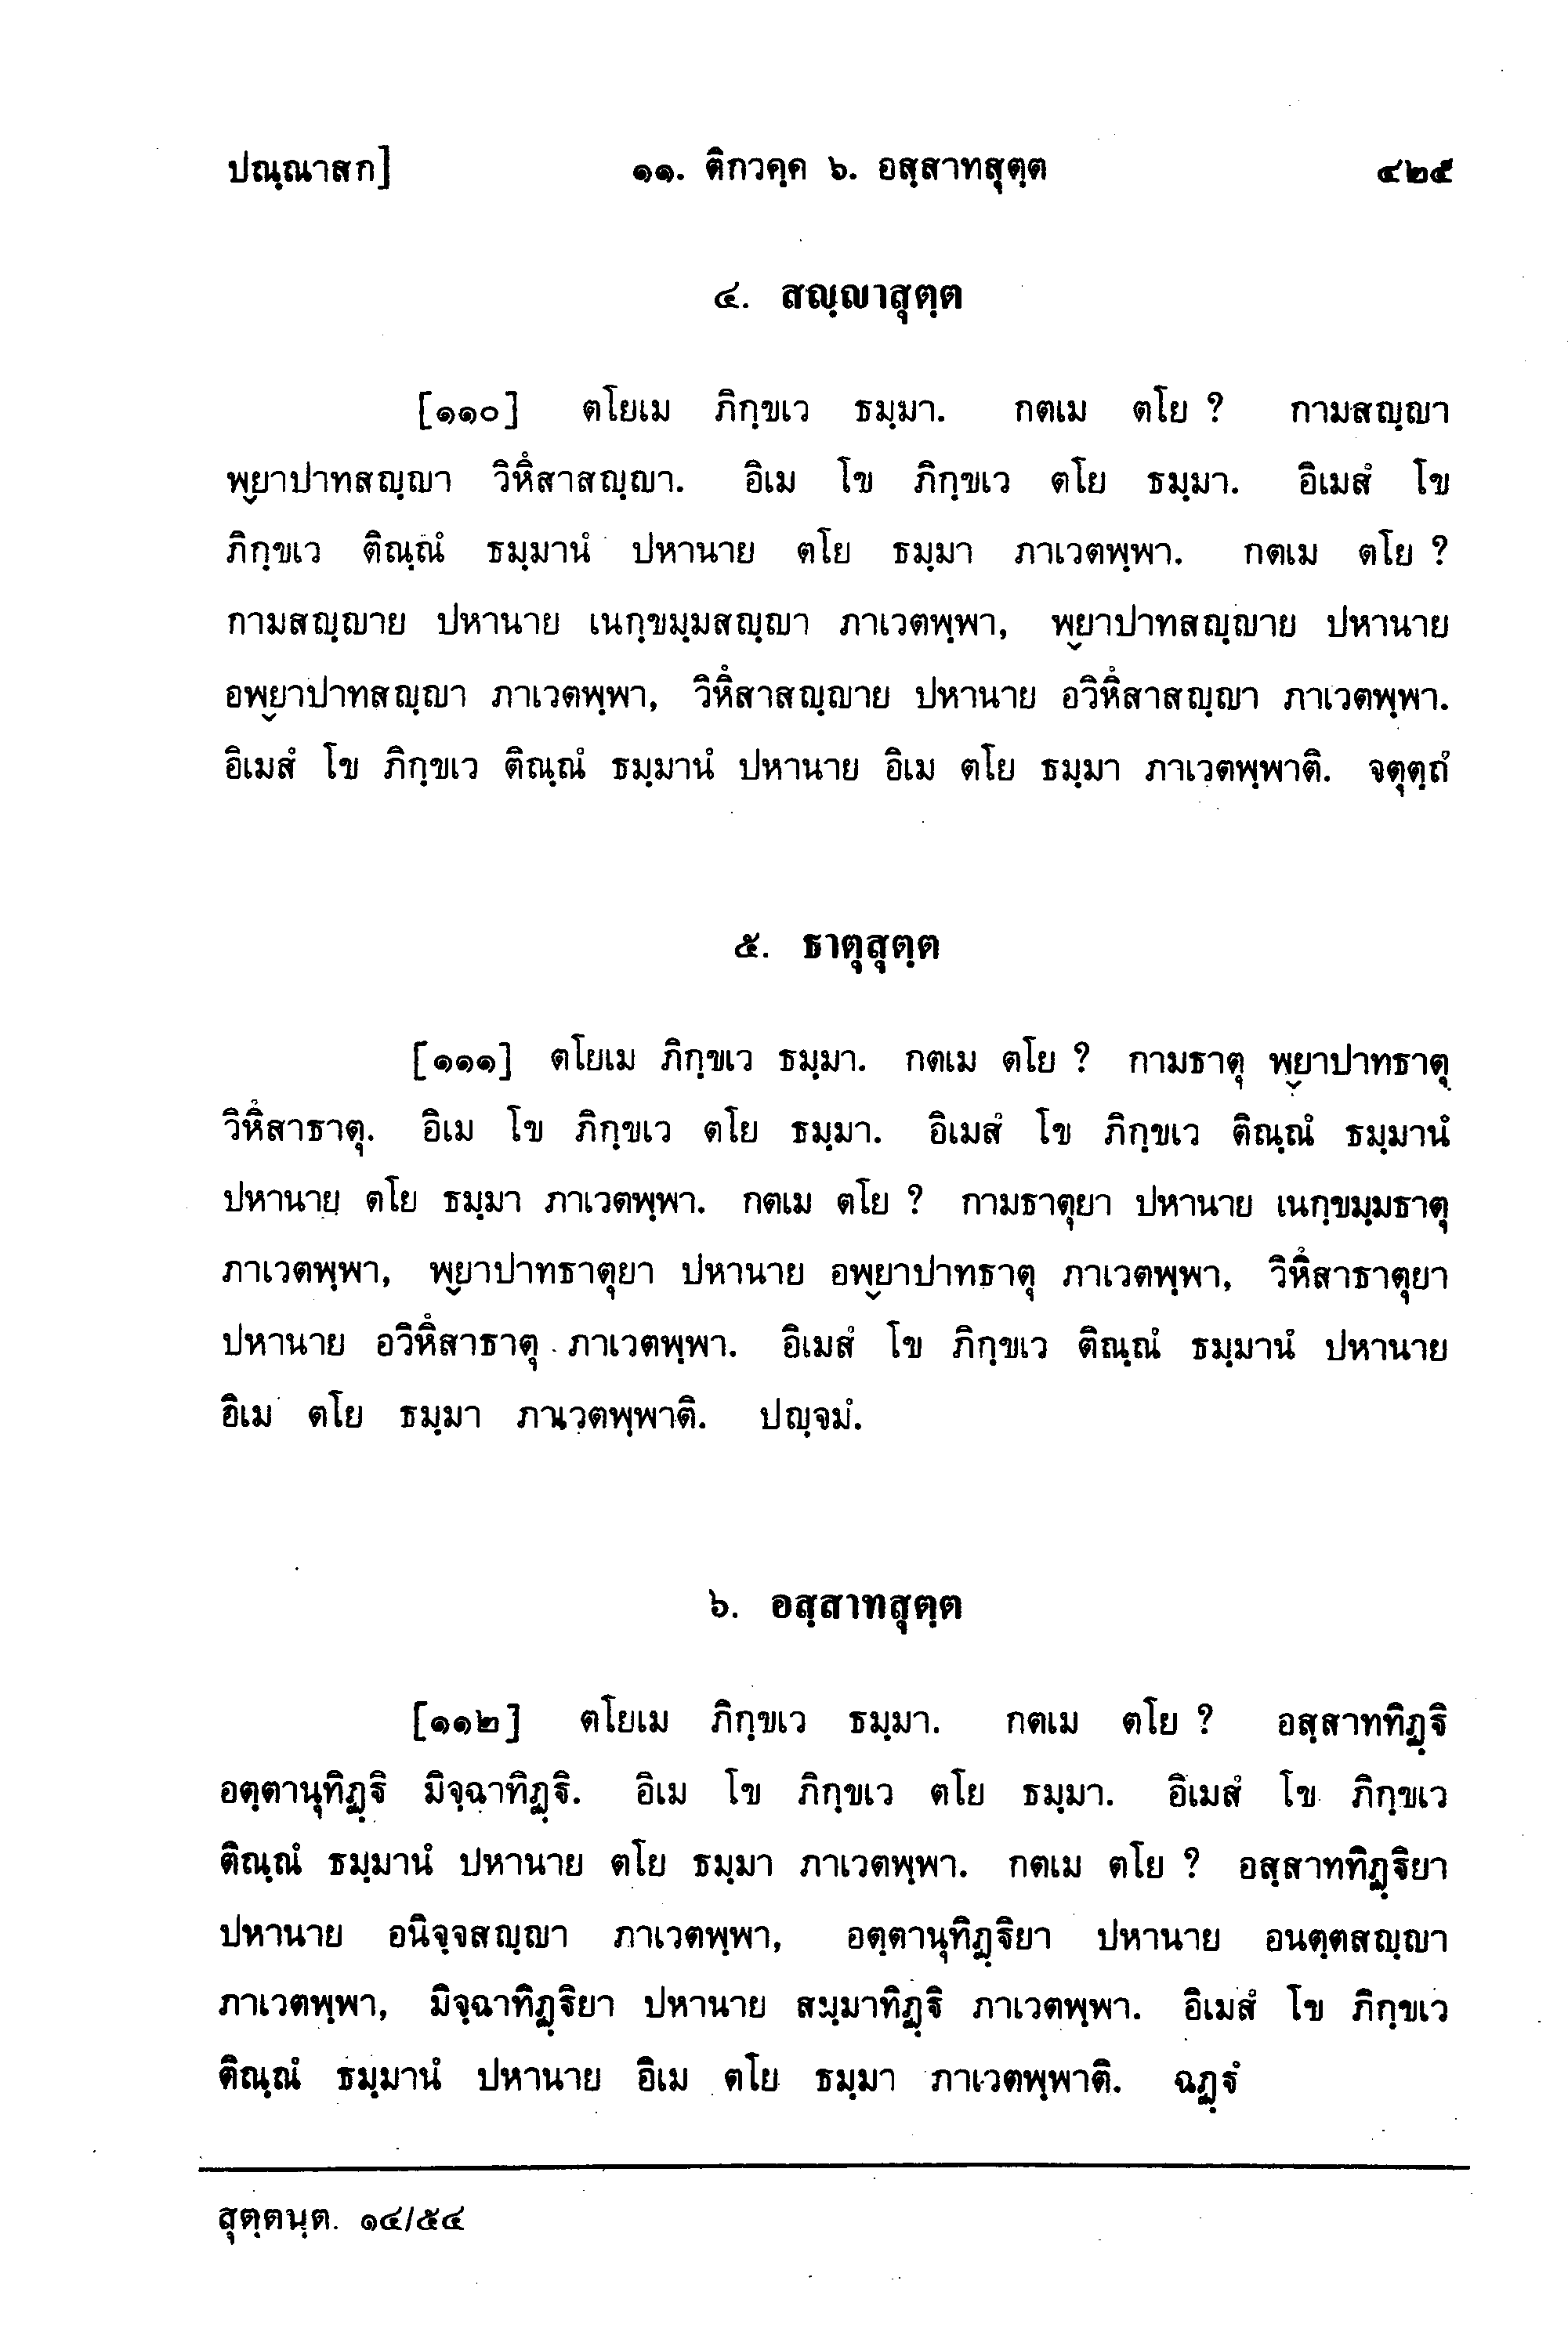 ปณฺณาสก] ๑๑. ติกวคฺค ๖. อสฺสาทสุตฺต ๔๒๕
๔. สญฺญาสุตฺต
[๑๑๐] ตโยเม ภิกฺขเว ธมฺมา. กตเม ตโย ? กามสญฺญา
พฺยาปาทสญฺญา วิหึสาสญฺญา. อิเม โข ภิกฺขเว ตโย ธมฺมา. อิเมสํ โข
ภิกฺขเว ติณฺณํ ธมฺมานํ ปหานาย ตโย ธมฺมา ภาเวตพฺพา. กตเม ตโย ?
กามสญฺญาย ปหานาย เนกฺขมฺมสญฺญา ภาเวตพฺพา, พฺยาปาทสญฺญาย ปหานาย
อพฺยาปาทสญฺญา ภาเวตพฺพา, วิหึสาสญฺญาย ปหานาย อวิหึสาสญฺญา ภาเวตพฺพา.
อิเมสํ โข ภิกฺขเว ติณฺณํ ธมฺมานํ ปหานาย อิเม ตโย ธมฺมา ภาเวตพฺพาติ. จตุตฺถํ
๕. ธาตุสุตฺต
[๑๑๑] ตโยเม ภิกฺขเว ธมฺมา. กตเม ตโย ? กามธาตุ พฺยาปาทธาตุ
วิหึสาธาตุ. อิเม โข ภิกฺขเว ตโย ธมฺมา. อิเมสํ โข ภิกฺขเว ติณฺณํ ธมฺมานํ
ปหานาย ตโย ธมฺมา ภาเวตพฺพา. กตเม ตโย ? กามธาตุยา ปหานาย เนกฺขมฺมธาตุ
ภาเวตพฺพา, พฺยาปาทธาตุยา ปหานาย อพฺยาปาทธาตุ ภาเวตพฺพา, วิหึสาธาตุยา
ปหานาย อวิหึสาธาตุ ภาเวตพฺพา. อิเมสํ โข ภิกฺขเว ติณฺณํ ธมฺมานํ ปหานาย
อิเม ตโย ธมฺมา ภาเวตพฺพาติ. ปญฺจมํ.
๖. อสฺสาทสุตฺต
[๑๑๒] ตโยเม ภิกฺขเว ธมฺมา. กตเม ตโย ? อสฺสาททิฏฺฐิ
อตฺตานุทิฏฺฐิ มิจฺฉาทิฏฺฐิ. อิเม โข ภิกฺขเว ตโย ธมฺมา. อิเมสํ โข ภิกฺขเว
ติณฺณํ ธมฺมานํ ปหานาย ตโย ธมฺมา ภาเวตพฺพา. กตเม ตโย ? อสฺสาททิฏฺฐิยา
ปหานาย อนิจฺจสญฺญา ภาเวตพฺพา, อตฺตานุทิฏฺฐิยา ปหานาย อนตฺตสญฺญา
ภาเวตพฺพา, มิจฺฉาทิฏฺฐิยา ปหานาย สมฺมาทิฏฺฐิ ภาเวตพฺพา. อิเมสํ โข ภิกฺขเว
ติณฺณํ ธมฺมานํ ปหานาย อิเม ตโย ธมฺมา ภาเวตพฺพาติ. ฉฏฺฐํ
สุตฺตนฺต. ๑๔/๕๔